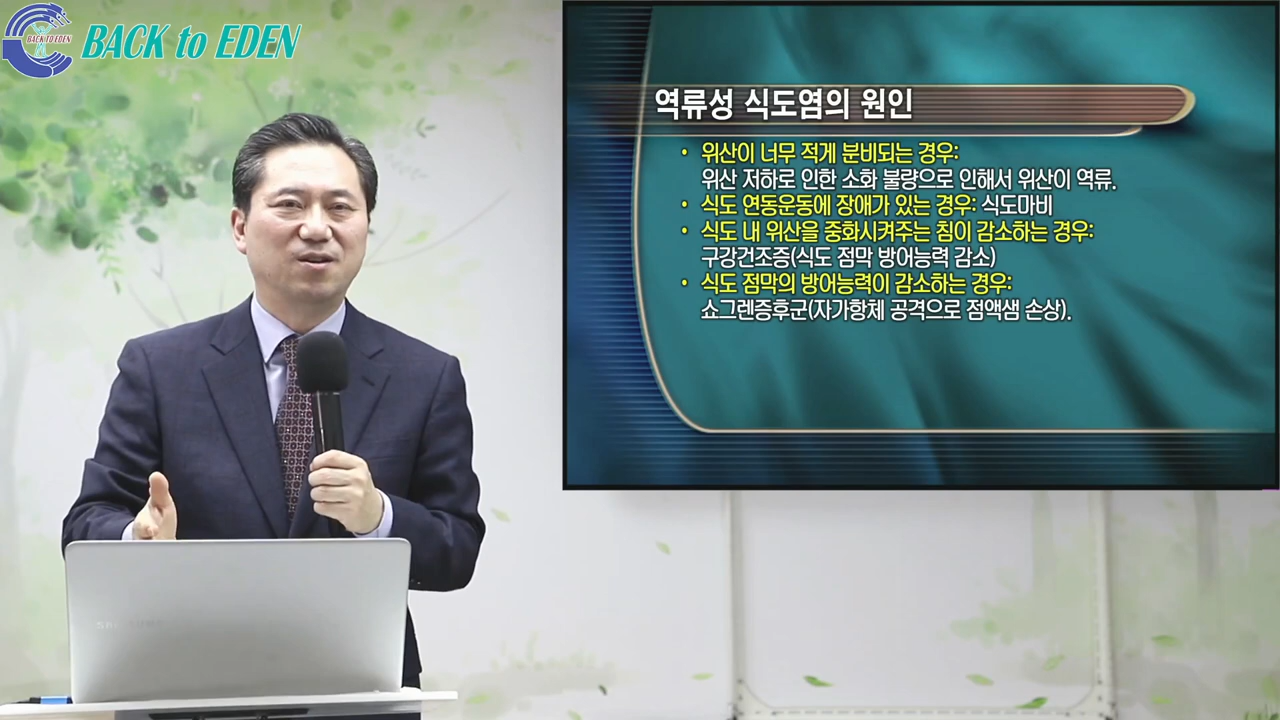 BACK TO EDEN
BACK to EDEN
역류성 식도염의 원인
• 위산이 너무 적게 분비되는 경우:
위산 저하로 인한 소화 불량으로 인해서 위산이 역류.
• 식도 연동운동에 장애가 있는 경우: 식도마비
• 식도 내 위산을 중화시켜주는 침이 감소하는 경우:
구강건조증(식도 점막 방어능력 감소)
• 식도 점막의 방어능력이 감소하는 경우:
쇼그렌증후군(자가항체 공격으로 점액샘 손상).
SAMSUNG